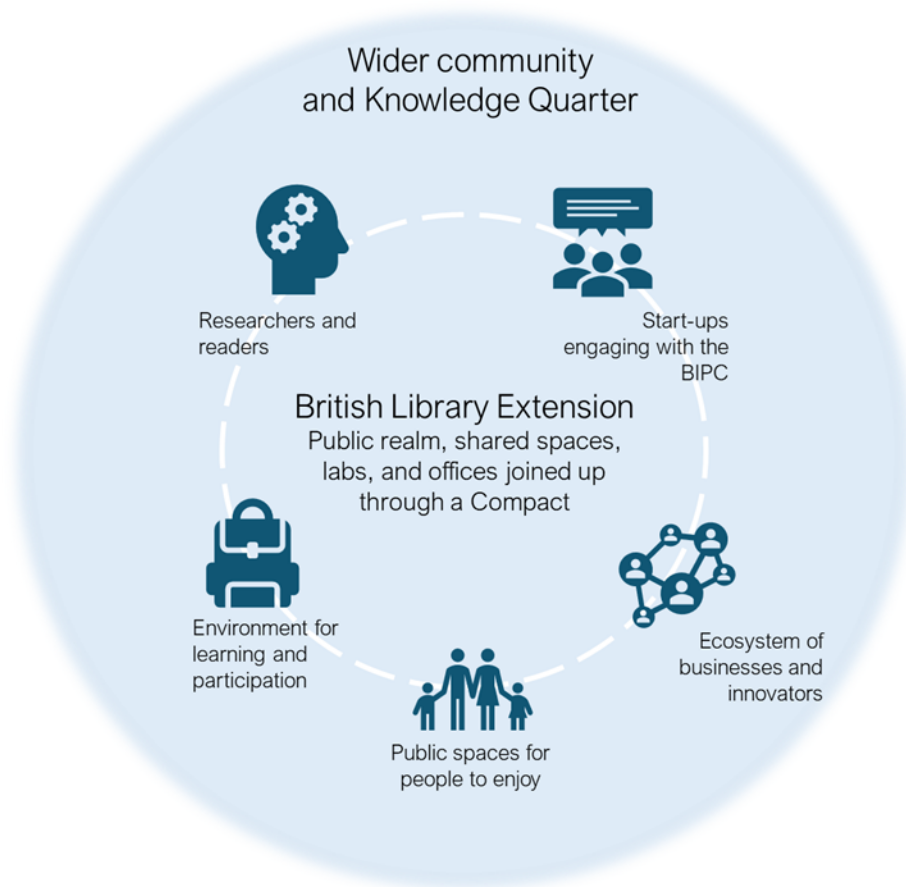 Wider community
and Knowledge Quarter
Researchers and
readers
Start-ups
engaging with the
BIPC
British Library Extension
Public realm, shared spaces,
labs, and offices joined up
through a Compact
Environment for
learning and
participation
Ecosystem of
businesses and
innovators
Public spaces for
people to enjoy